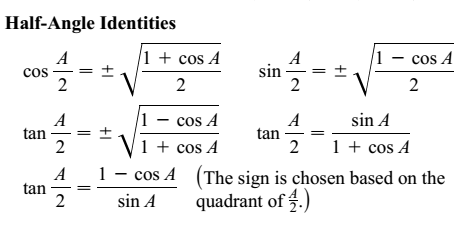 Half-Angle Identities
cos A/2 = ± √((1 + cos A)/2)    sin A/2 = ± √((1 − cos A)/2)
tan A/2 = ± √((1 − cos A)/(1 + cos A))    tan A/2 = sin A/(1 + cos A)
tan A/2 = (1 − cos A)/sin A    (The sign is chosen based on the
quadrant of A/2.)